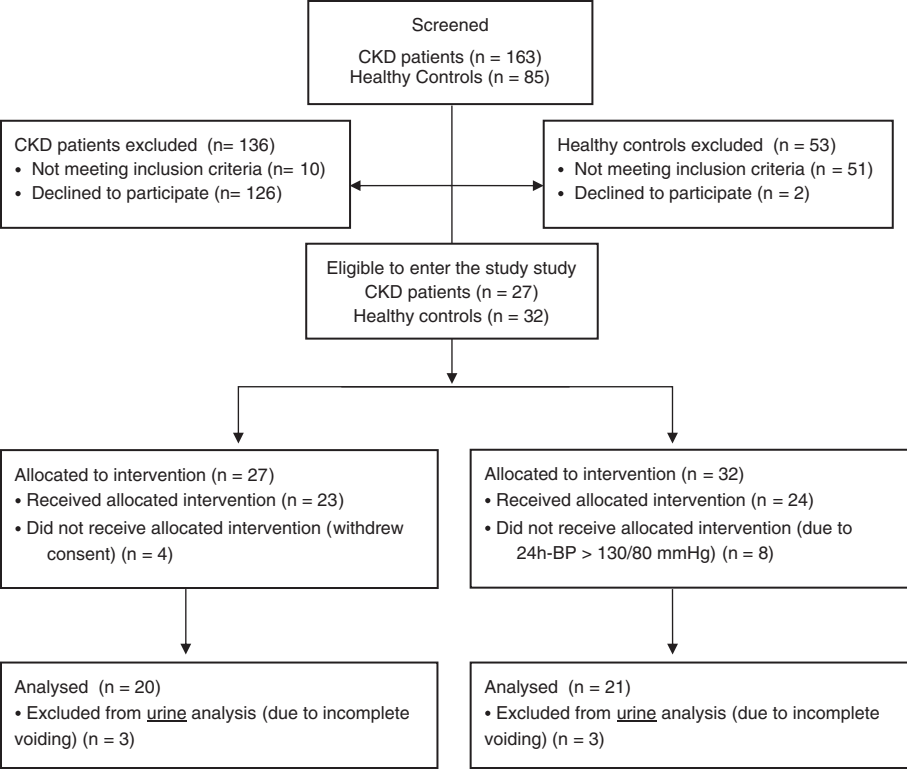 Screened
CKD patients (n = 163)
Healthy Controls (n = 85)
CKD patients excluded (n= 136)
• Not meeting inclusion criteria (n= 10)
• Declined to participate (n= 126)
Healthy controls excluded (n = 53)
• Not meeting inclusion criteria (n = 51)
• Declined to participate (n = 2)
Eligible to enter the study study
CKD patients (n = 27)
Healthy controls (n = 32)
Allocated to intervention (n = 27)
• Received allocated intervention (n = 23)
• Did not receive allocated intervention (withdrew
consent) (n = 4)
Allocated to intervention (n = 32)
• Received allocated intervention (n = 24)
• Did not receive allocated intervention (due to
24h-BP > 130/80 mmHg) (n = 8)
Analysed (n = 20)
• Excluded from urine analysis (due to incomplete
voiding) (n = 3)
Analysed (n = 21)
• Excluded from urine analysis (due to incomplete
voiding) (n = 3)